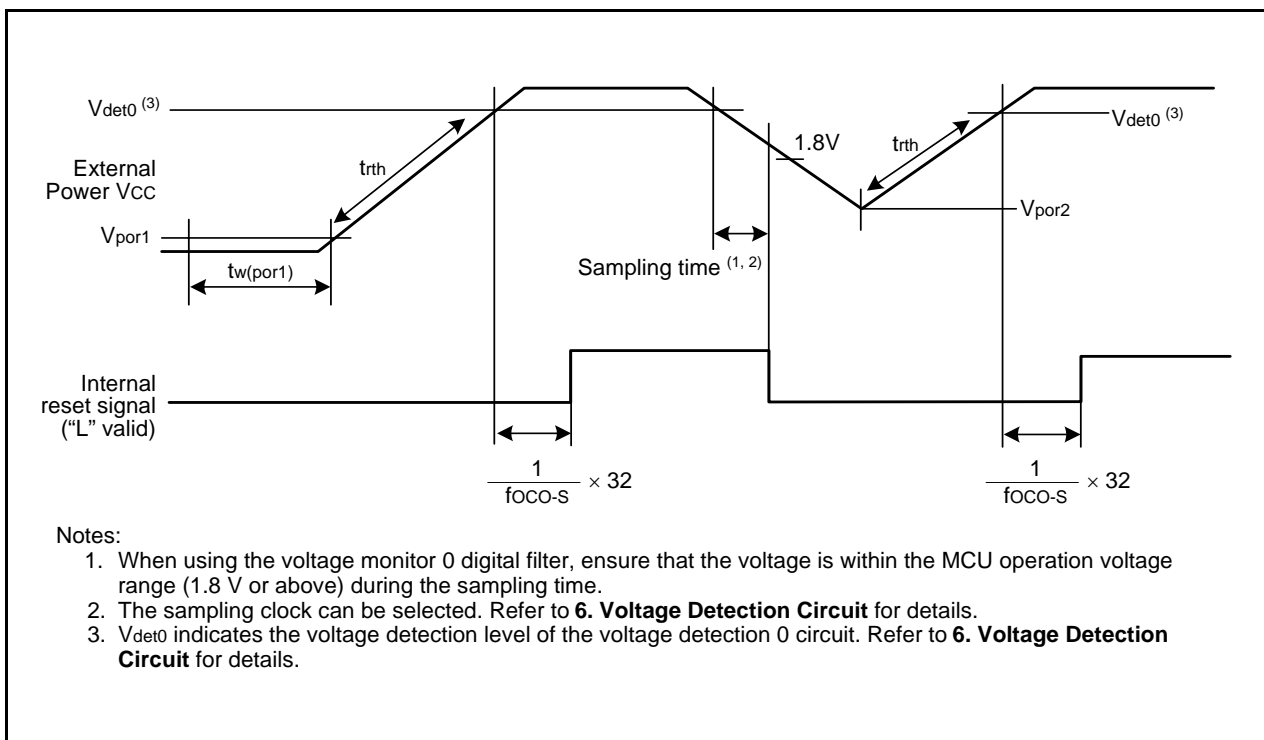 Vdet0 (3)
External
Power VCC
Vpor1
trth
tw(por1)
Sampling time (1, 2)
1.8V
trth
Vdet0 (3)
Vpor2
Internal
reset signal
(“L” valid)
1
fOCO-S
× 32
1
fOCO-S
× 32
Notes:
1. When using the voltage monitor 0 digital filter, ensure that the voltage is within the MCU operation voltage
range (1.8 V or above) during the sampling time.
2. The sampling clock can be selected. Refer to 6. Voltage Detection Circuit for details.
3. Vdet0 indicates the voltage detection level of the voltage detection 0 circuit. Refer to 6. Voltage Detection
Circuit for details.